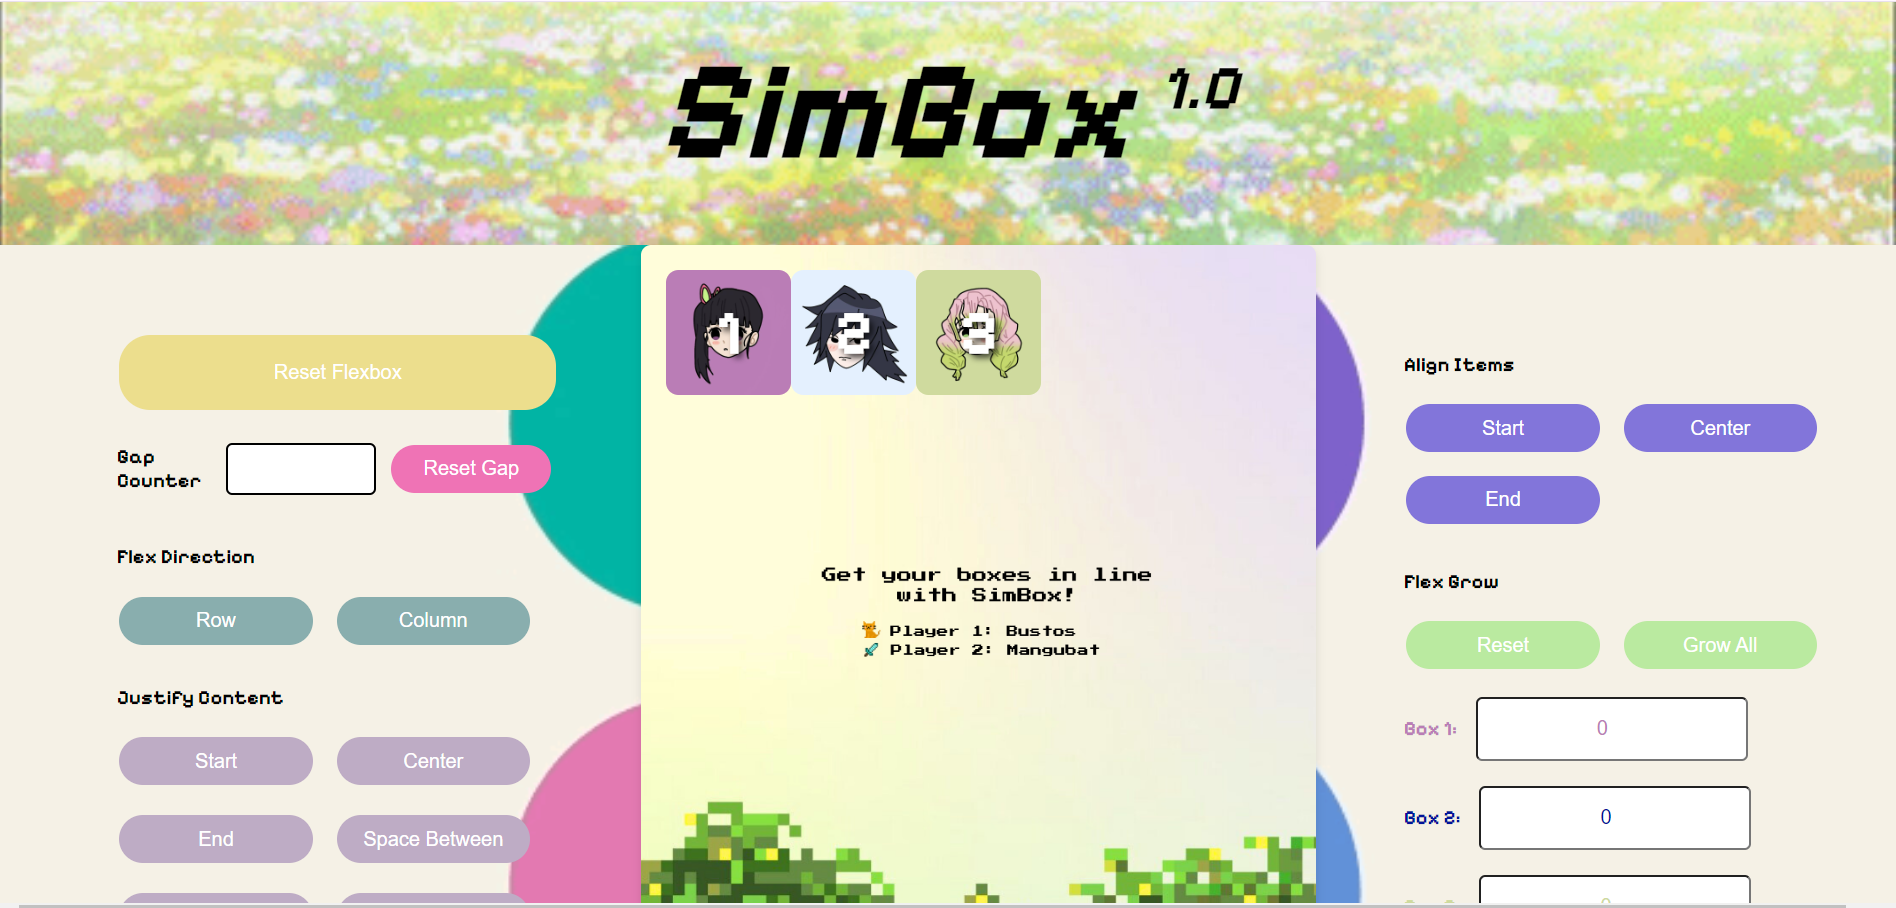 SimBox 1.0
Reset Flexbox
Gap
Counter
Reset Gap
Flex Direction
Row
Column
Justify Content
Start
Center
End
Space Between
1
2
3
Get your boxes in line
with SimBox!
🐈 Player 1: Bustos
🗡️ Player 2: Mangubat
Align Items
Start
Center
End
Flex Grow
Reset
Grow All
Box 1:
0
Box 2:
0